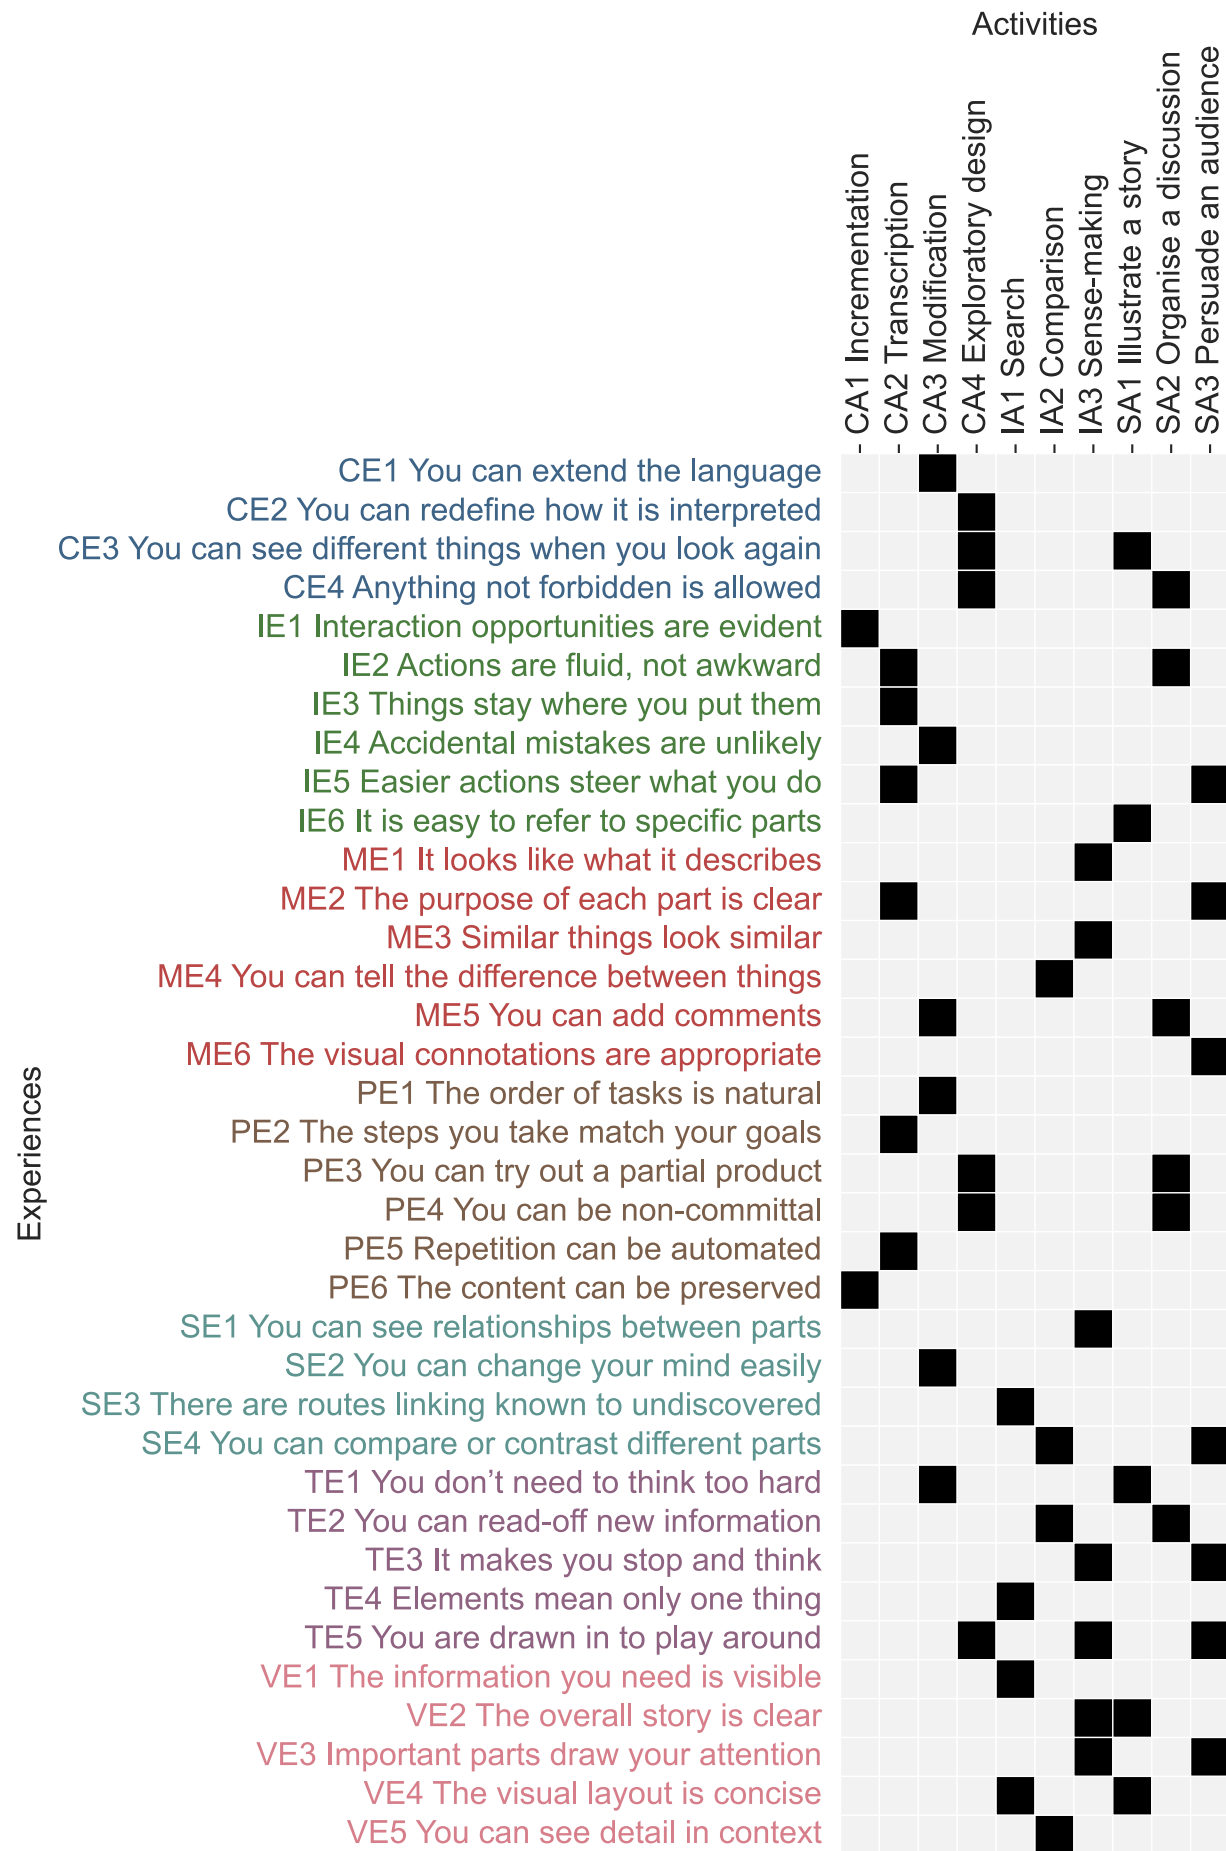 Activities
CA1 Incrementation
CA2 Transcription
CA3 Modification
CA4 Exploratory design
IA1 Search
IA2 Comparison
IA3 Sense-making
SA1 Illustrate a story
SA2 Organise a discussion
SA3 Persuade an audience
Experiences
CE1 You can extend the language
CE2 You can redefine how it is interpreted
CE3 You can see different things when you look again
CE4 Anything not forbidden is allowed
IE1 Interaction opportunities are evident
IE2 Actions are fluid, not awkward
IE3 Things stay where you put them
IE4 Accidental mistakes are unlikely
IE5 Easier actions steer what you do
IE6 It is easy to refer to specific parts
ME1 It looks like what it describes
ME2 The purpose of each part is clear
ME3 Similar things look similar
ME4 You can tell the difference between things
ME5 You can add comments
ME6 The visual connotations are appropriate
PE1 The order of tasks is natural
PE2 The steps you take match your goals
PE3 You can try out a partial product
PE4 You can be non-committal
PE5 Repetition can be automated
PE6 The content can be preserved
SE1 You can see relationships between parts
SE2 You can change your mind easily
SE3 There are routes linking known to undiscovered
SE4 You can compare or contrast different parts
TE1 You don’t need to think too hard
TE2 You can read-off new information
TE3 It makes you stop and think
TE4 Elements mean only one thing
TE5 You are drawn in to play around
VE1 The information you need is visible
VE2 The overall story is clear
VE3 Important parts draw your attention
VE4 The visual layout is concise
VE5 You can see detail in context